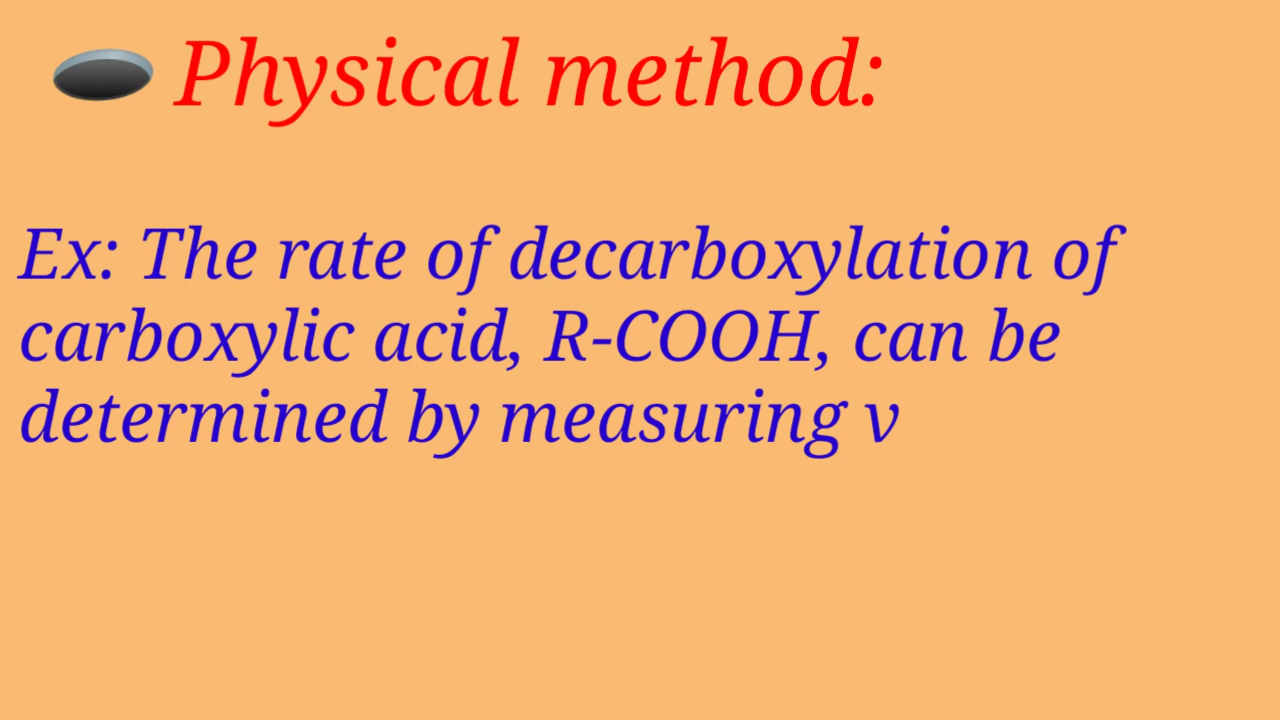 Physical method:
Ex: The rate of decarboxylation of
carboxylic acid, R-COOH, can be
determined by measuring v